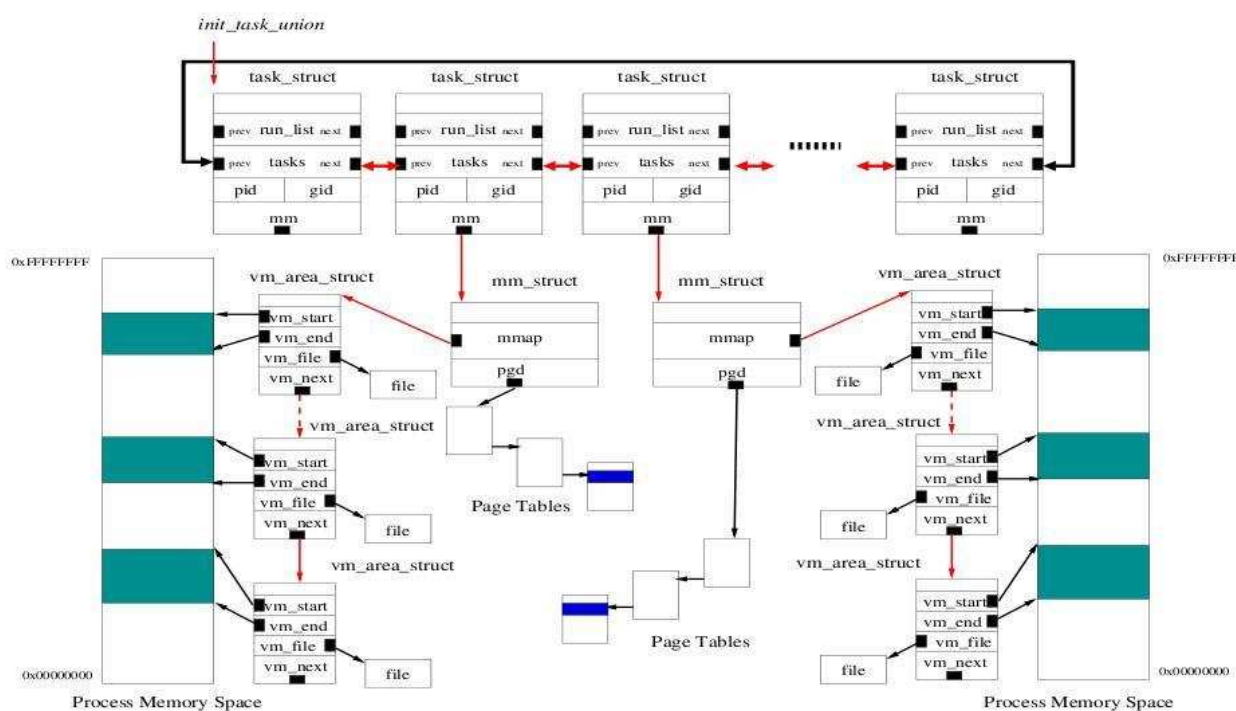 init_task_union
task_struct task_struct task_struct task_struct
prev run_list next prev run_list next prev run_list next prev run_list next
prev tasks next prev tasks next prev tasks next prev tasks next
pid gid pid gid pid gid pid gid
mm mm mm mm
0xFFFFFFFF
0xFFFFFFFF
vm_area_struct
vm_start
vm_end
vm_file
vm_next
file
mm_struct
mmap
pgd
mm_struct
mmap
pgd
vm_area_struct
vm_start
vm_end
vm_file
vm_next
file
vm_area_struct
vm_start
vm_end
vm_file
vm_next
file
Page Tables
vm_area_struct
vm_start
vm_end
vm_file
vm_next
file
vm_area_struct
vm_start
vm_end
vm_file
vm_next
file
Page Tables
vm_area_struct
vm_start
vm_end
vm_file
vm_next
file
0x00000000
0x00000000
Process Memory Space
Process Memory Space